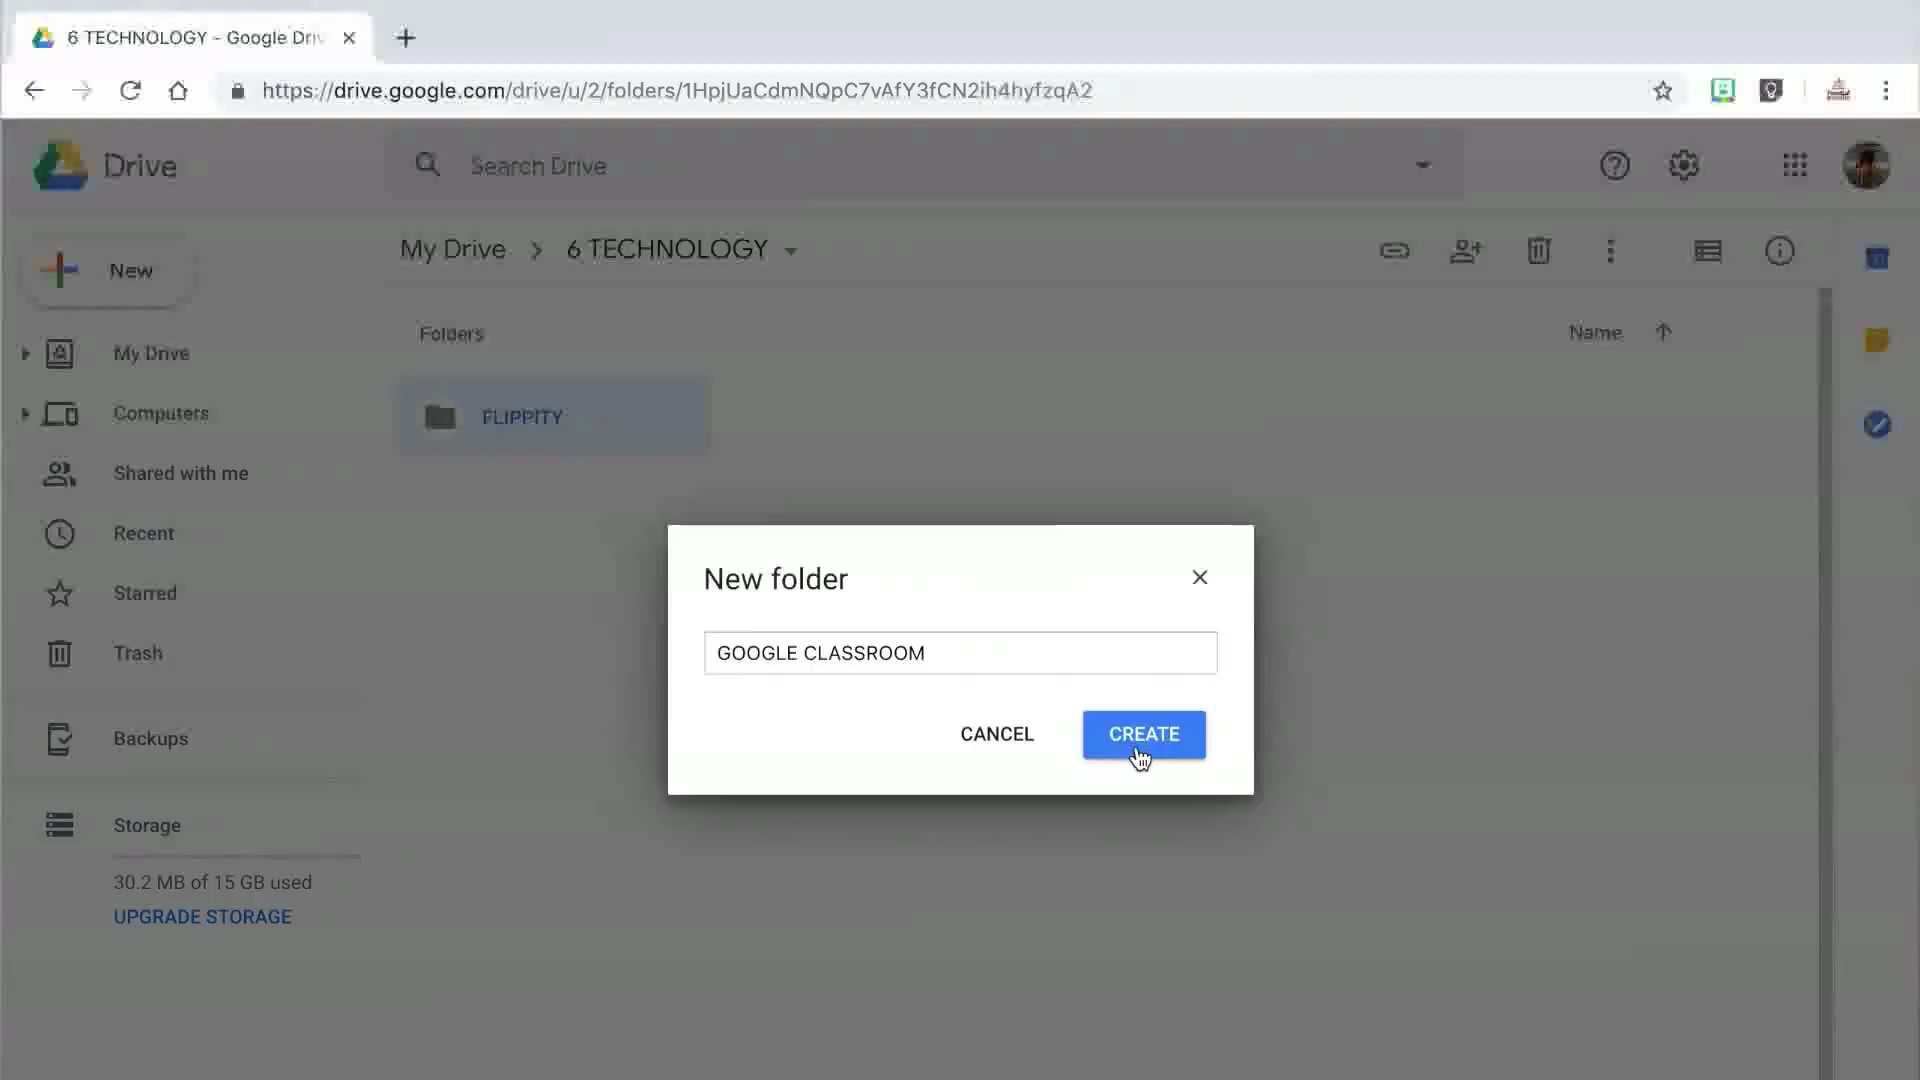 6 TECHNOLOGY - Google Driv
https://drive.google.com/drive/u/2/folders/1HpjUaCdmNQpC7vAfY3fCN2ih4hyfzqA2
Drive
Search Drive
New
My Drive > 6 TECHNOLOGY
Folders
Name
FLIPPITY
My Drive
Computers
Shared with me
Recent
Starred
Trash
Backups
Storage
30.2 MB of 15 GB used
UPGRADE STORAGE
New folder
GOOGLE CLASSROOM
CANCEL
CREATE